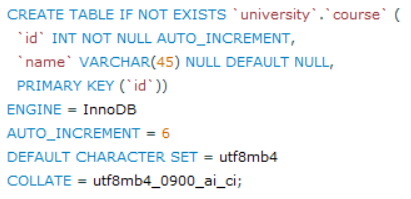 CREATE TABLE IF NOT EXISTS `university`.`course` (
`id` INT NOT NULL AUTO_INCREMENT,
`name` VARCHAR(45) NULL DEFAULT NULL,
PRIMARY KEY (`id`))
ENGINE = InnoDB
AUTO_INCREMENT = 6
DEFAULT CHARACTER SET = utf8mb4
COLLATE = utf8mb4_0900_ai_ci;